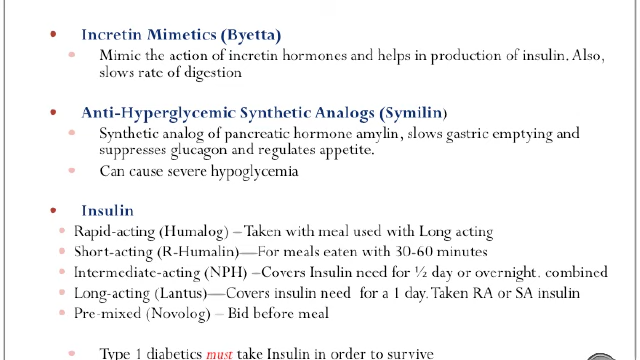 Incretin Mimetics (Byetta)
Mimic the action of incretin hormones and helps in production of insulin. Also,
slows rate of digestion
Anti-Hyperglycemic Synthetic Analogs (Symilin)
Synthetic analog of pancreatic hormone amylin, slows gastric emptying and
suppresses glucagon and regulates appetite.
Can cause severe hypoglycemia
Insulin
Rapid-acting (Humalog) –Taken with meal used with Long acting
Short-acting (R-Humalin)—For meals eaten with 30-60 minutes
Intermediate-acting (NPH) –Covers Insulin need for ½ day or overnight. combined
Long-acting (Lantus)—Covers insulin need for a 1 day. Taken RA or SA insulin
Pre-mixed (Novolog) – Bid before meal
Type 1 diabetics must take Insulin in order to survive